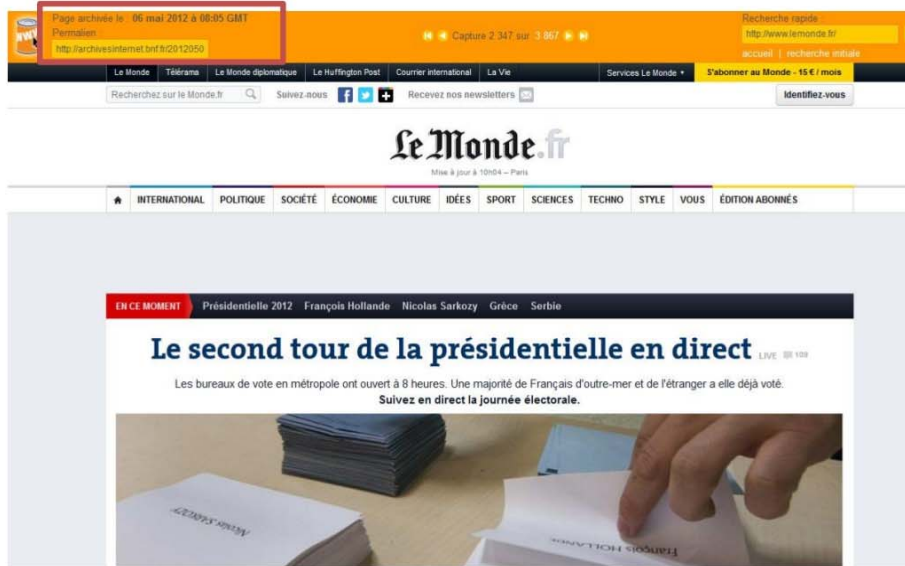 Page archivée le : 06 mai 2012 à 08:05 GMT
Permalien :
http://archivesinternet.bnf.fr/2012050
Capture 2 347 sur 3 867
Recherche rapide :
http://www.lemonde.fr/
accueil | recherche initiale
Le Monde Télérama Le Monde diplomatique Le Huffington Post Courrier international La Vie Services Le Monde S'abonner au Monde - 15 € / mois
Recherchez sur le Monde.fr Suivez-nous Recevez nos newsletters Identifiez-vous
Le Monde.fr
Mise à jour à 10h04 – Paris
INTERNATIONAL POLITIQUE SOCIÉTÉ ÉCONOMIE CULTURE IDÉES SPORT SCIENCES TECHNO STYLE VOUS ÉDITION ABONNÉS
EN CE MOMENT Présidentielle 2012 François Hollande Nicolas Sarkozy Grèce Serbie
Le second tour de la présidentielle en direct LIVE
Les bureaux de vote en métropole ont ouvert à 8 heures. Une majorité de Français d'outre-mer et de l'étranger a elle déjà voté.
Suivez en direct la journée électorale.
Nicolas SARKOZY
François HOLLANDE